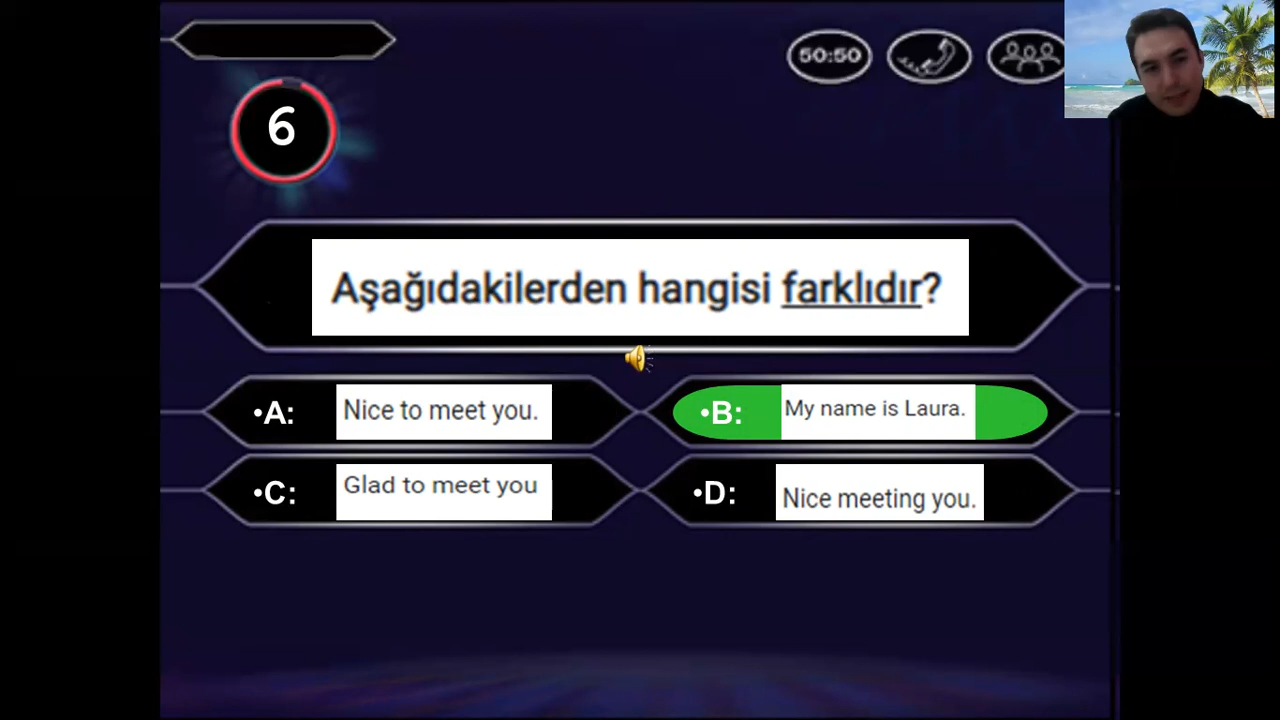 50:50
6
Aşağıdakilerden hangisi farklıdır?
•A: Nice to meet you.
•B: My name is Laura.
•C: Glad to meet you
•D: Nice meeting you.